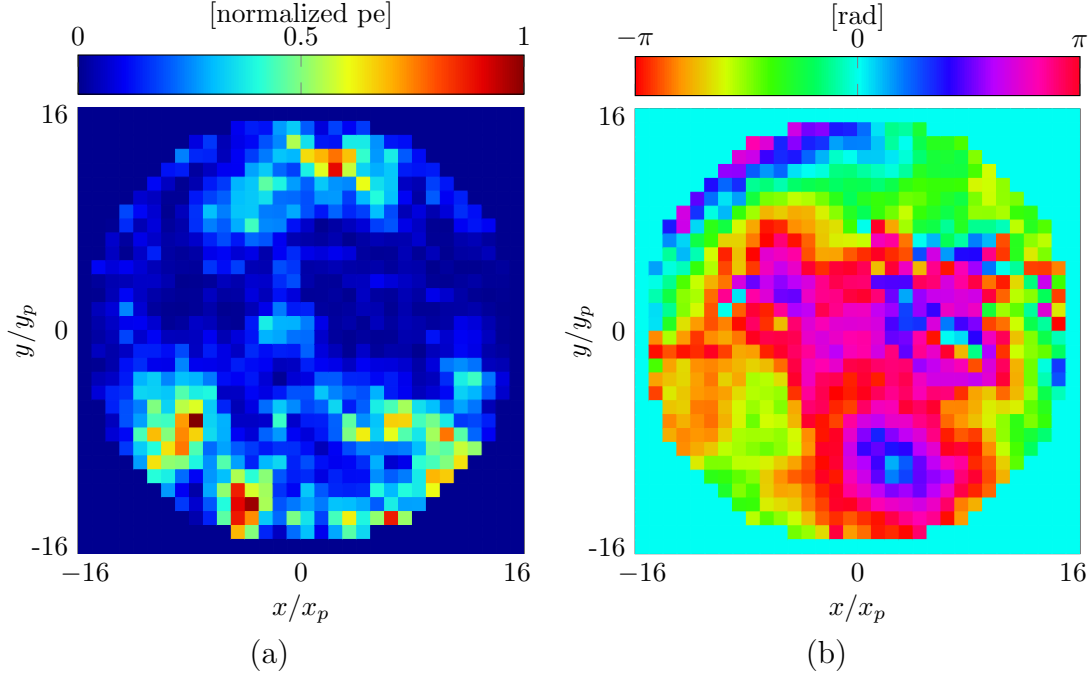 [normalized pe]
0 0.5 1
16
0
-16
y/y_p
−16 0 16
x/x_p
(a)
[rad]
−π 0 π
16
0
-16
y/y_p
−16 0 16
x/x_p
(b)